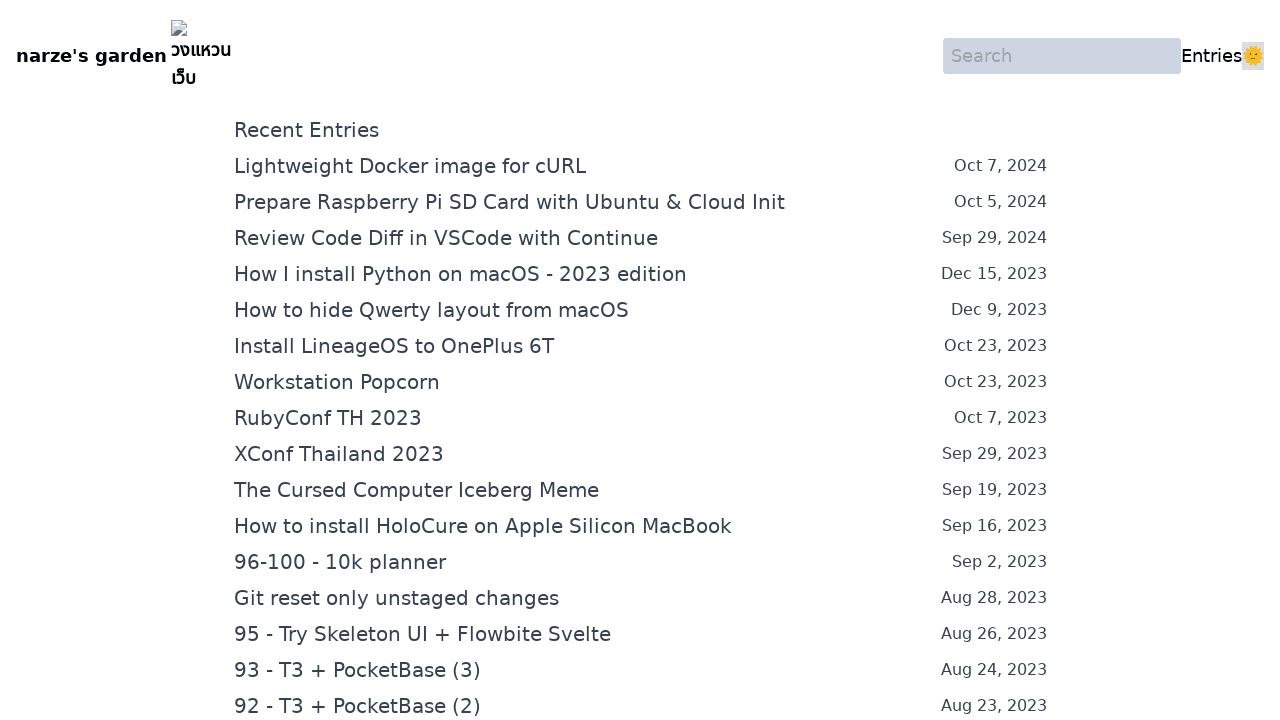 narze's garden
วงแหวน
เว็บ
Search
Entries🌞
Recent Entries
Lightweight Docker image for cURL Oct 7, 2024
Prepare Raspberry Pi SD Card with Ubuntu & Cloud Init Oct 5, 2024
Review Code Diff in VSCode with Continue Sep 29, 2024
How I install Python on macOS - 2023 edition Dec 15, 2023
How to hide Qwerty layout from macOS Dec 9, 2023
Install LineageOS to OnePlus 6T Oct 23, 2023
Workstation Popcorn Oct 23, 2023
RubyConf TH 2023 Oct 7, 2023
XConf Thailand 2023 Sep 29, 2023
The Cursed Computer Iceberg Meme Sep 19, 2023
How to install HoloCure on Apple Silicon MacBook Sep 16, 2023
96-100 - 10k planner Sep 2, 2023
Git reset only unstaged changes Aug 28, 2023
95 - Try Skeleton UI + Flowbite Svelte Aug 26, 2023
93 - T3 + PocketBase (3) Aug 24, 2023
92 - T3 + PocketBase (2) Aug 23, 2023